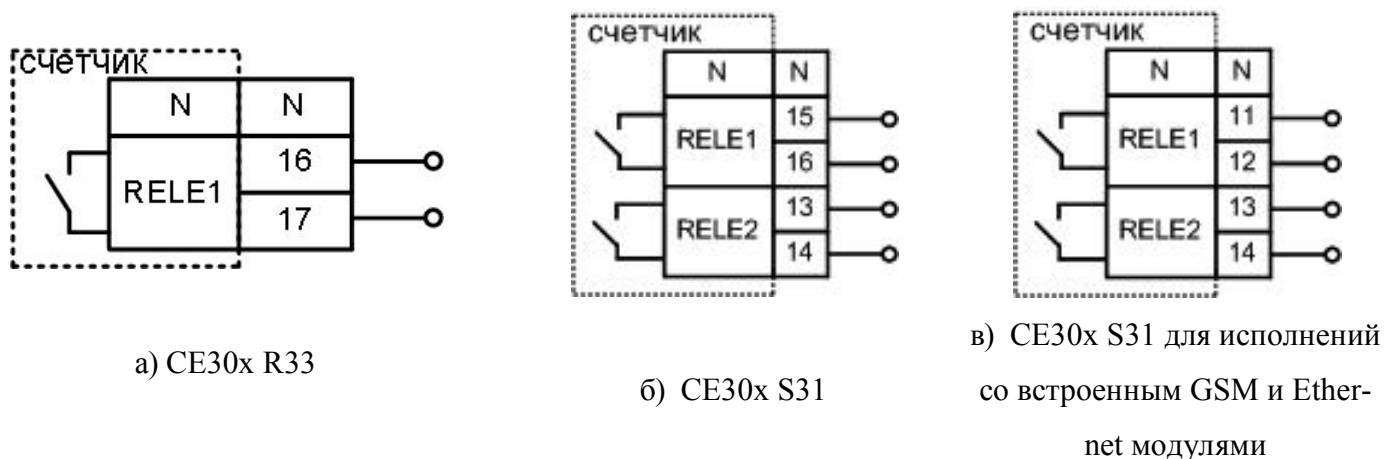 счетчик
N N
RELE1 16
17
а) CE30x R33
счетчик
N N
RELE1 15
16
RELE2 13
14
б) CE30x S31
счетчик
N N
RELE1 11
12
RELE2 13
14
в) CE30x S31 для исполнений
со встроенным GSM и Ether-
net модулями